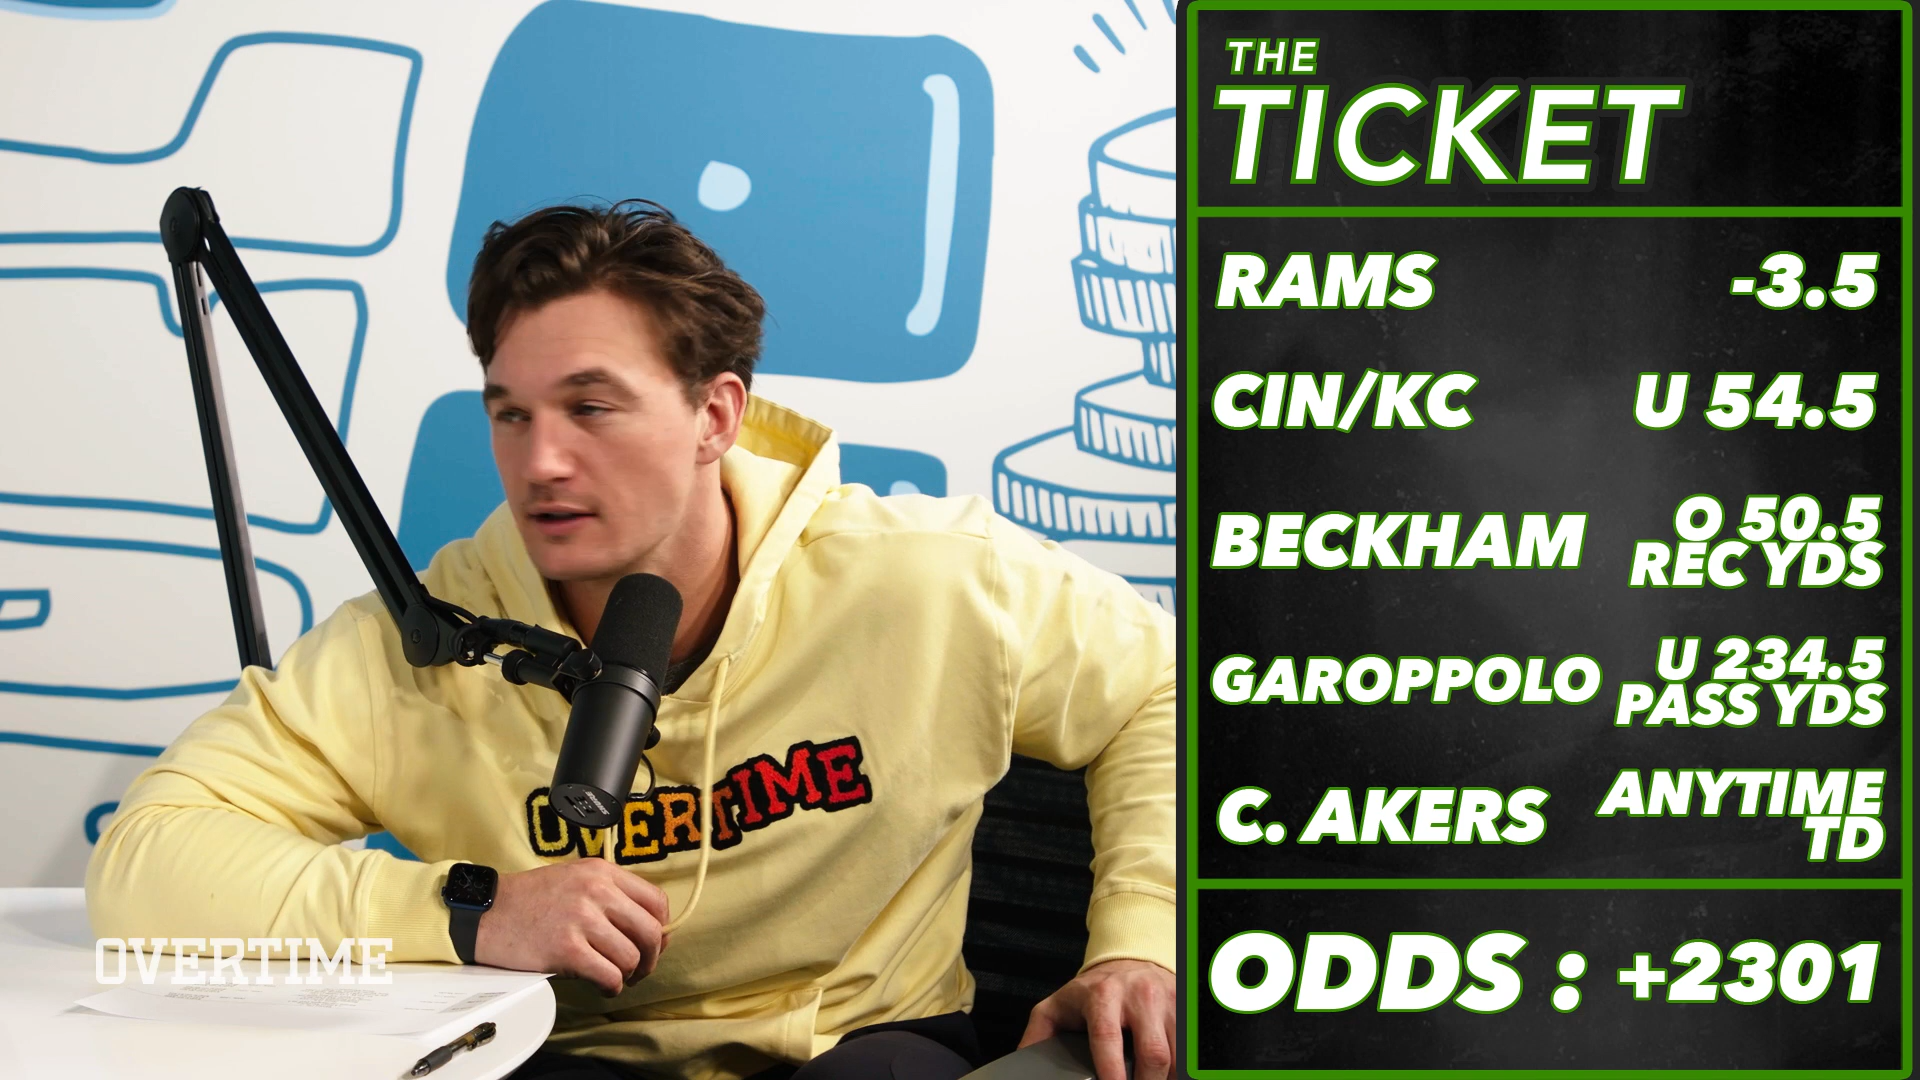 THE
TICKET
RAMS -3.5
CIN/KC U 54.5
BECKHAM O 50.5
REC YDS
GAROPPOLO U 234.5
PASS YDS
C. AKERS ANYTIME
TD
ODDS : +2301
OVERTIME
OVERTIME